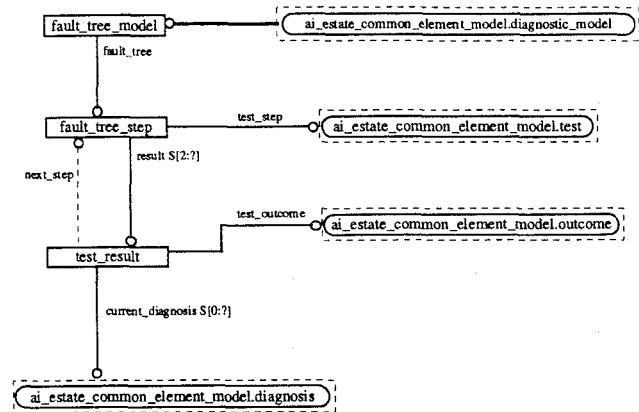 fault_tree_model
ai_estate_common_element_model.diagnostic_model
fault_tree
fault_tree_step
test_step
ai_estate_common_element_model.test
next_step
result S[2:?]
test_outcome
ai_estate_common_element_model.outcome
test_result
current_diagnosis S[0:?]
ai_estate_common_element_model.diagnosis